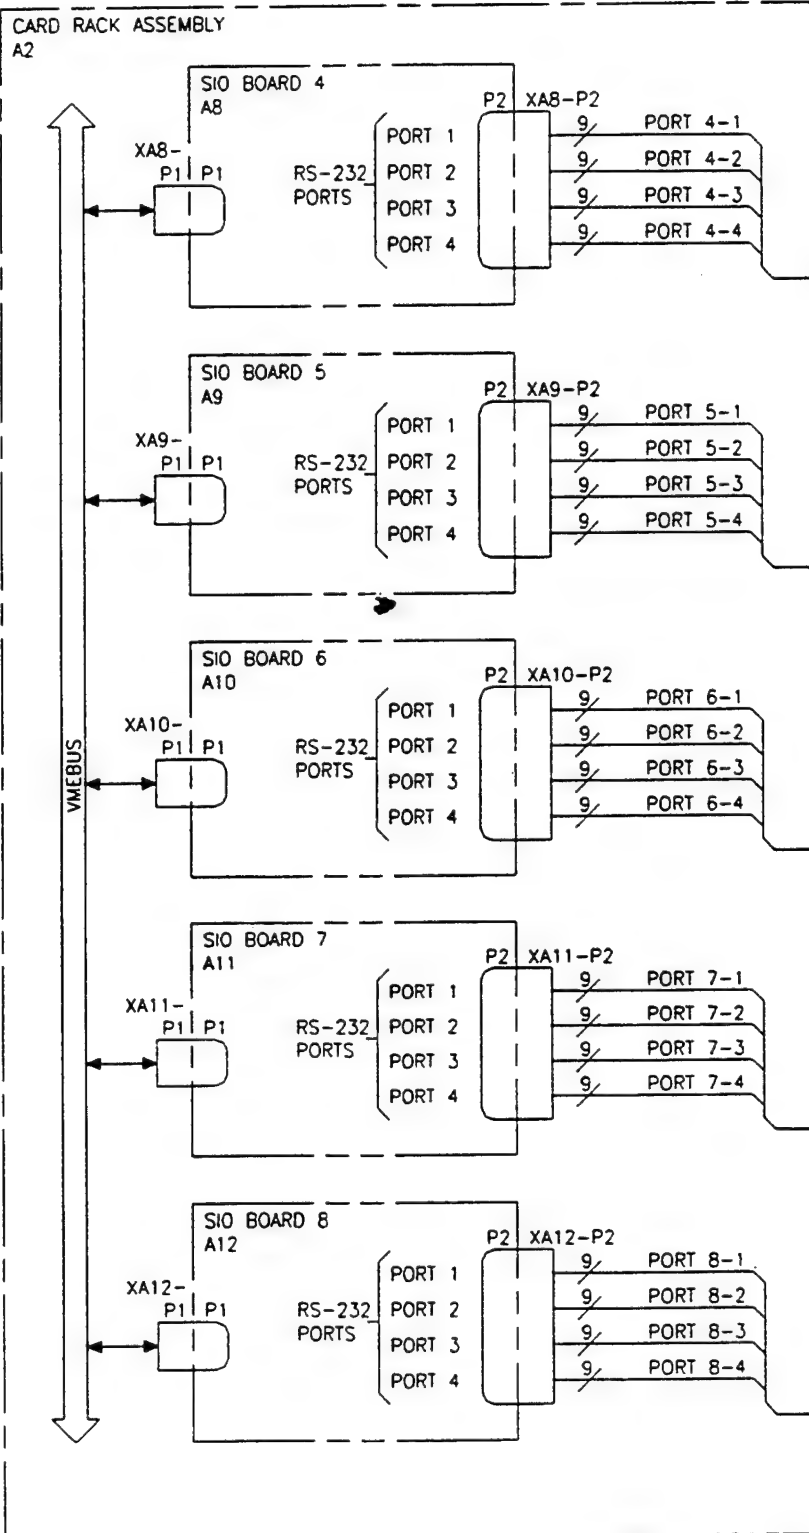 CARD RACK ASSEMBLY
A2
VMEBUS
SIO BOARD 4
A8
XA8-
P1 P1
RS-232
PORTS
PORT 1
PORT 2
PORT 3
PORT 4
P2 XA8-P2
9 PORT 4-1
9 PORT 4-2
9 PORT 4-3
9 PORT 4-4
SIO BOARD 5
A9
XA9-
P1 P1
RS-232
PORTS
PORT 1
PORT 2
PORT 3
PORT 4
P2 XA9-P2
9 PORT 5-1
9 PORT 5-2
9 PORT 5-3
9 PORT 5-4
SIO BOARD 6
A10
XA10-
P1 P1
RS-232
PORTS
PORT 1
PORT 2
PORT 3
PORT 4
P2 XA10-P2
9 PORT 6-1
9 PORT 6-2
9 PORT 6-3
9 PORT 6-4
SIO BOARD 7
A11
XA11-
P1 P1
RS-232
PORTS
PORT 1
PORT 2
PORT 3
PORT 4
P2 XA11-P2
9 PORT 7-1
9 PORT 7-2
9 PORT 7-3
9 PORT 7-4
SIO BOARD 8
A12
XA12-
P1 P1
RS-232
PORTS
PORT 1
PORT 2
PORT 3
PORT 4
P2 XA12-P2
9 PORT 8-1
9 PORT 8-2
9 PORT 8-3
9 PORT 8-4